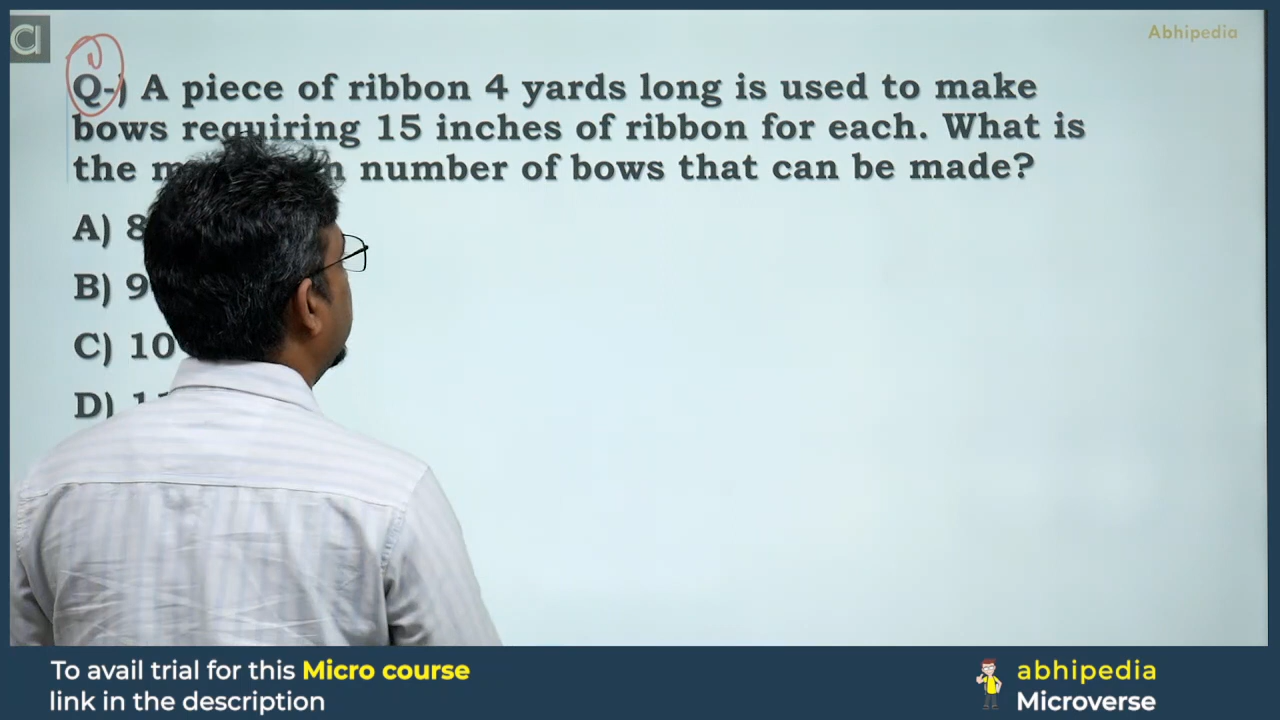 a
Abhipedia
Q-) A piece of ribbon 4 yards long is used to make
bows requiring 15 inches of ribbon for each. What is
the number of bows that can be made?
A) 8
B) 9
C) 10
D)
To avail trial for this Micro course
link in the description
abhipedia
Microverse